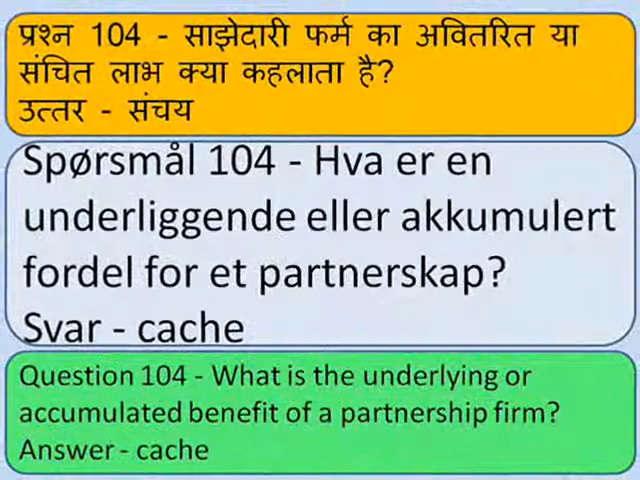 प्रश्न 104 - साझेदारी फर्म का अवितरित या
संचित लाभ क्या कहलाता है?
उत्तर - संचय
Spørsmål 104 - Hva er en
underliggende eller akkumulert
fordel for et partnerskap?
Svar - cache
Question 104 - What is the underlying or
accumulated benefit of a partnership firm?
Answer - cache